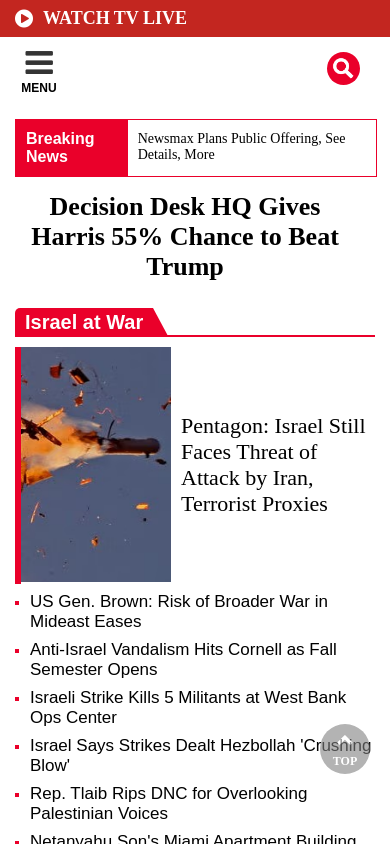 WATCH TV LIVE
MENU
Breaking
News
Newsmax Plans Public Offering, See
Details, More
Decision Desk HQ Gives
Harris 55% Chance to Beat
Trump
Israel at War
Pentagon: Israel Still
Faces Threat of
Attack by Iran,
Terrorist Proxies
US Gen. Brown: Risk of Broader War in
Mideast Eases
Anti-Israel Vandalism Hits Cornell as Fall
Semester Opens
Israeli Strike Kills 5 Militants at West Bank
Ops Center
Israel Says Strikes Dealt Hezbollah 'Crushing
Blow'
TOP
Rep. Tlaib Rips DNC for Overlooking
Palestinian Voices
Netanyahu Son's Miami Apartment Building